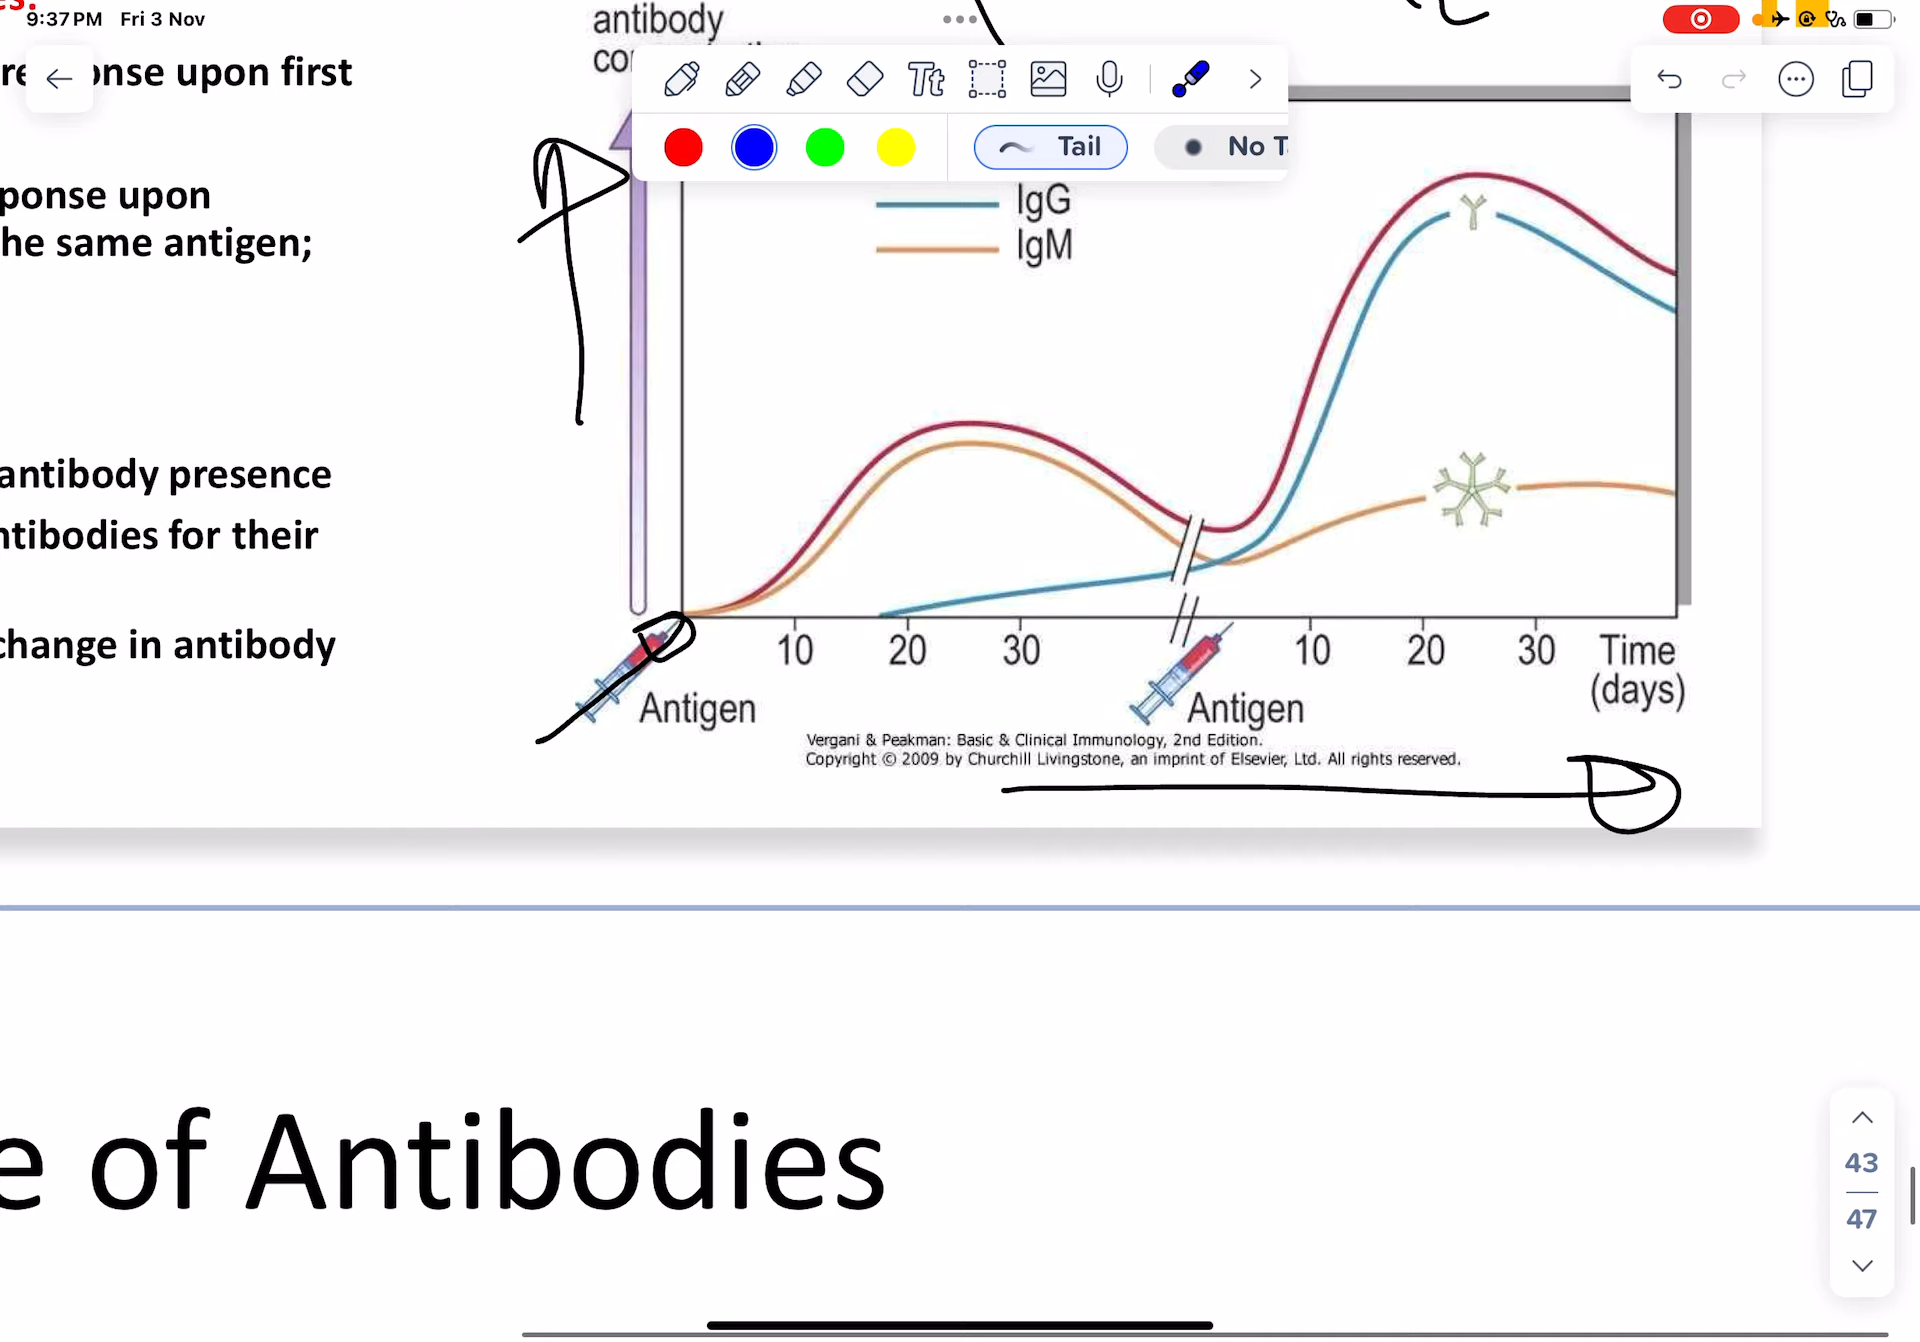 9:37 PM Fri 3 Nov
antibody
onse upon first
Tt
Tail
No T
ponse upon
he same antigen;
IgG
IgM
antibody presence
ntibodies for their
change in antibody
10 20 30 10 20 30 Time
(days)
Antigen Antigen
Vergani & Peakman: Basic & Clinical Immunology, 2nd Edition.
Copyright © 2009 by Churchill Livingstone, an imprint of Elsevier, Ltd. All rights reserved.
e of Antibodies
43
47